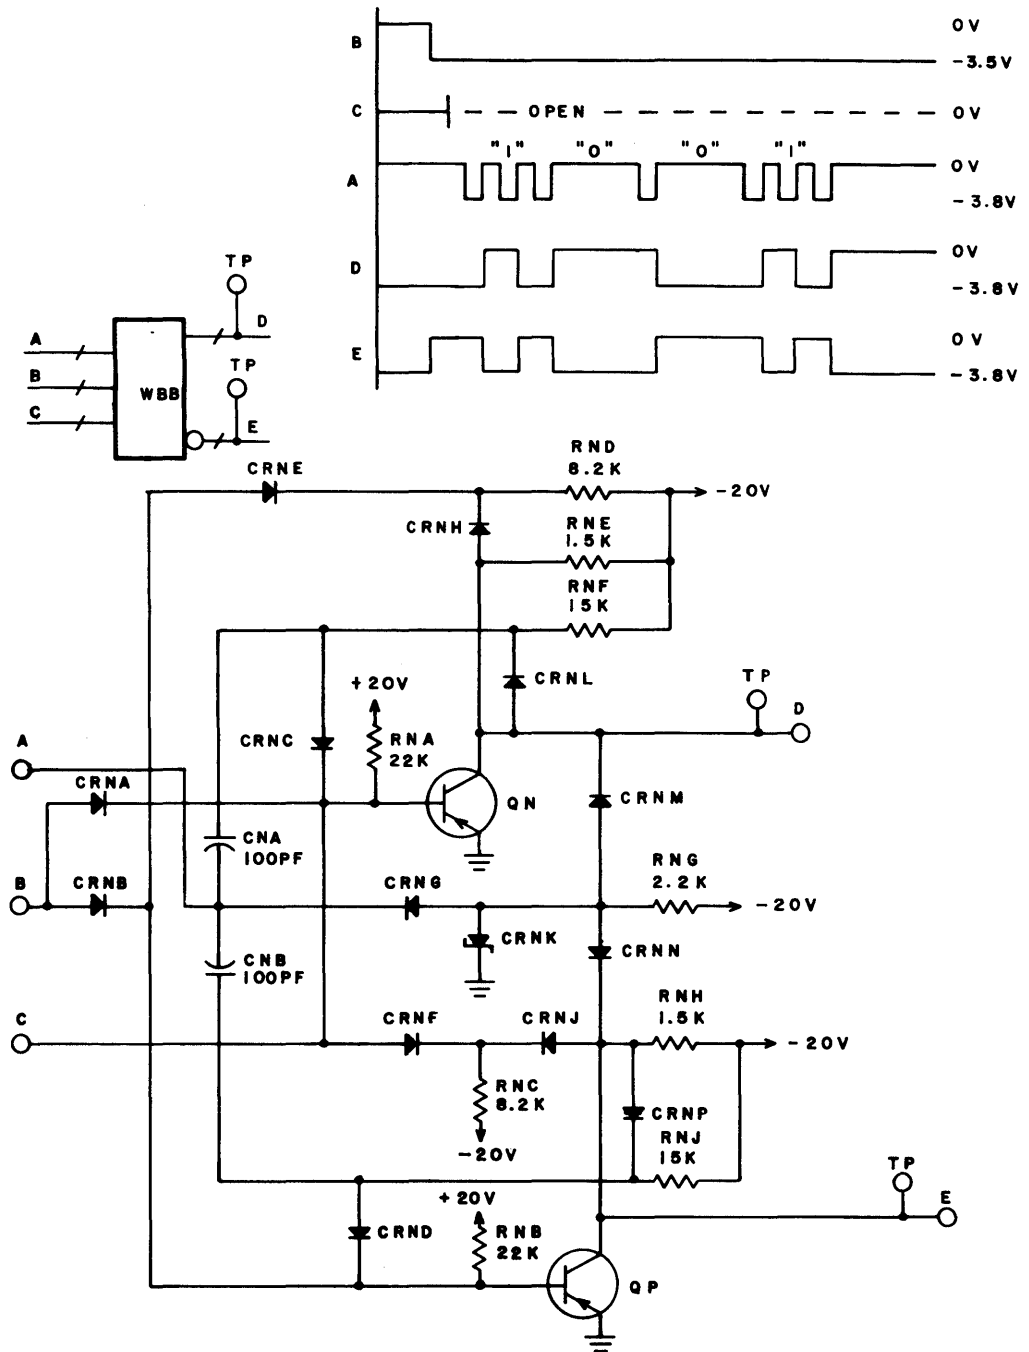 B
0V
-3.5V
C
OPEN
0V
"1" "0" "0" "1"
A
0V
-3.8V
D
0V
-3.8V
E
0V
-3.8V
TP
D
A
TP
B
WBB
C
E
RND
8.2K
CRNE
-20V
CRNH
RNE
1.5K
RNF
15K
+20V
CRNL
TP
D
CRNC
RNA
22K
A
CRNA
QN
CRNM
CNA
100PF
RNG
2.2K
B
CRNB
CRNG
-20V
CRNK
CRNN
CNB
100PF
RNH
1.5K
C
CRNF
CRNJ
-20V
RNC
8.2K
CRNP
RNJ
15K
-20V
TP
+20V
E
CRND
RNB
22K
QP